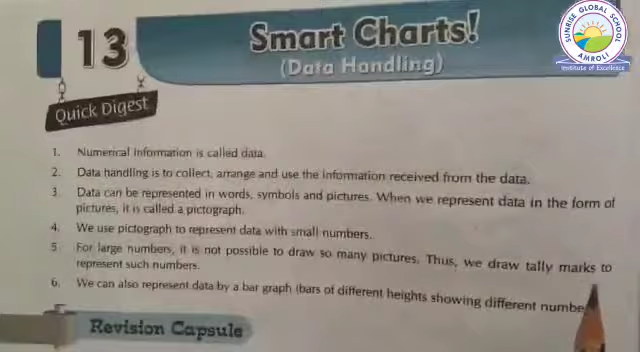 13
Smart Charts!
(Data Handling)
SUNRISE GLOBAL SCHOOL
AMROLI
Institute of Excellence
Quick Digest
1. Numerical information is called data.
2. Data handling is to collect, arrange and use the information received from the data.
3. Data can be represented in words, symbols and pictures. When we represent data in the form of
pictures, it is called a pictograph.
4. We use pictograph to represent data with small numbers.
5. For large numbers, it is not possible to draw so many pictures. Thus, we draw tally marks to
represent such numbers.
6. We can also represent data by a bar graph (bars of different heights showing different numbe
Revision Capsule